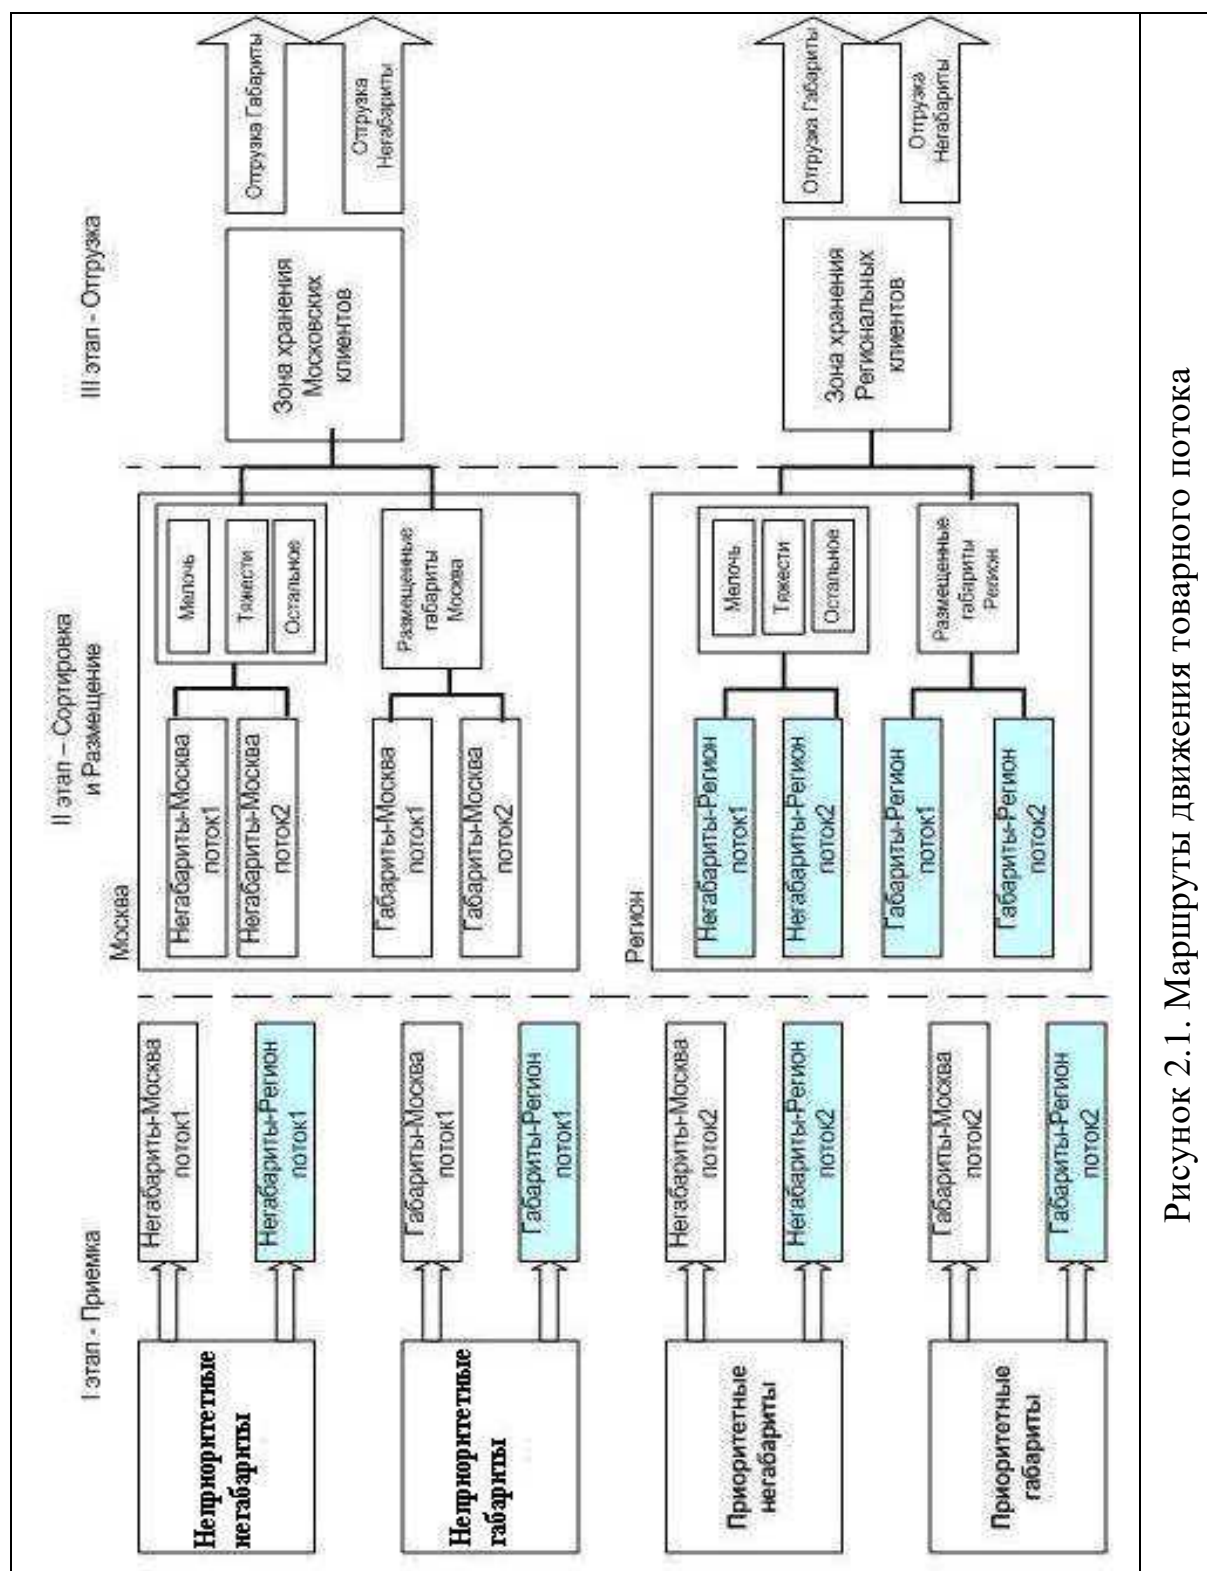 I этап - Приемка
II этап – Сортировка
и Размещение
III этап - Отгрузка
Неприоритетные
негабариты
Негабариты-Москва
поток1
Негабариты-Регион
поток1
Неприоритетные
габариты
Габариты-Москва
поток1
Габариты-Регион
поток1
Приоритетные
негабариты
Негабариты-Москва
поток2
Негабариты-Регион
поток2
Приоритетные
габариты
Габариты-Москва
поток2
Габариты-Регион
поток2
Москва
Негабариты-Москва
поток1
Негабариты-Москва
поток2
Мелочь
Тяжести
Остальное
Габариты-Москва
поток1
Габариты-Москва
поток2
Размещенные
габариты
Москва
Регион
Негабариты-Регион
поток1
Негабариты-Регион
поток2
Мелочь
Тяжести
Остальное
Габариты-Регион
поток1
Габариты-Регион
поток2
Размещенные
габариты
Регион
Зона хранения
Московских
клиентов
Отгрузка Габариты
Отгрузка
Негабариты
Зона хранения
Региональных
клиентов
Отгрузка Габариты
Отгрузка
Негабариты
Рисунок 2.1. Маршруты движения товарного потока